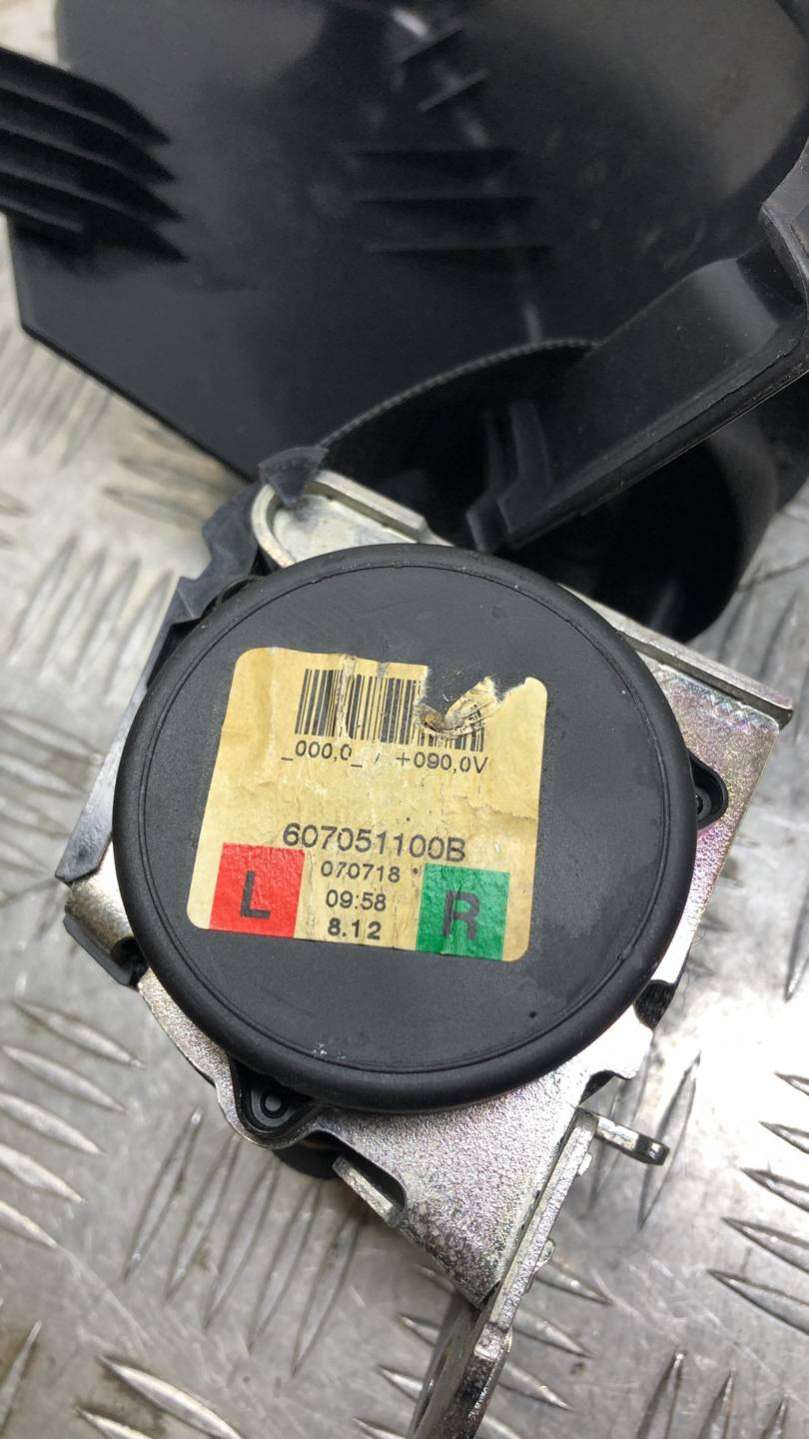 _000,0_ / +090,0V
607051100B
070718 *
L 09:58 R
8.12